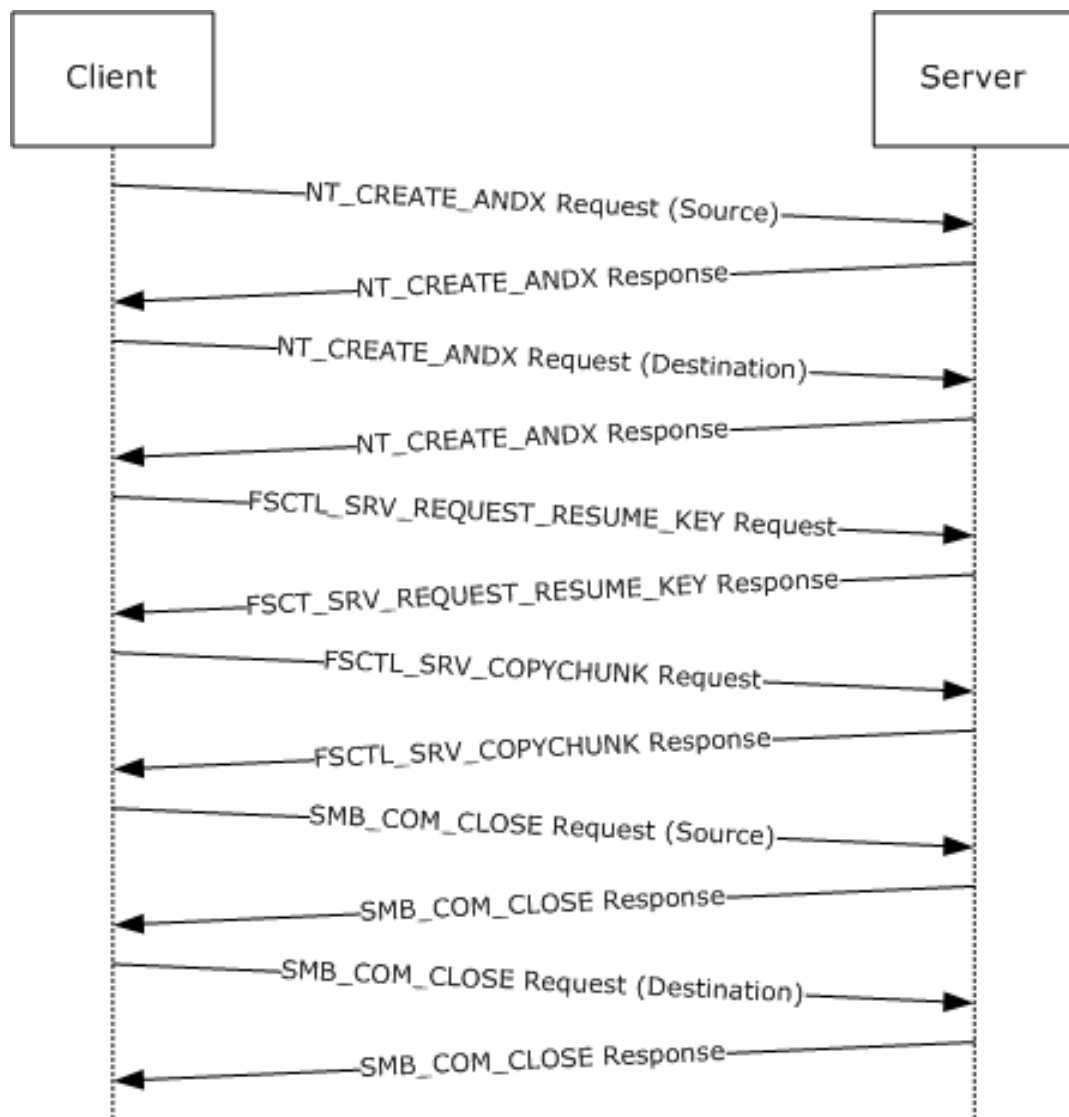 Client
Server
NT_CREATE_ANDX Request (Source)
NT_CREATE_ANDX Response
NT_CREATE_ANDX Request (Destination)
NT_CREATE_ANDX Response
FSCTL_SRV_REQUEST_RESUME_KEY Request
FSCT_SRV_REQUEST_RESUME_KEY Response
FSCTL_SRV_COPYCHUNK Request
FSCTL_SRV_COPYCHUNK Response
SMB_COM_CLOSE Request (Source)
SMB_COM_CLOSE Response
SMB_COM_CLOSE Request (Destination)
SMB_COM_CLOSE Response